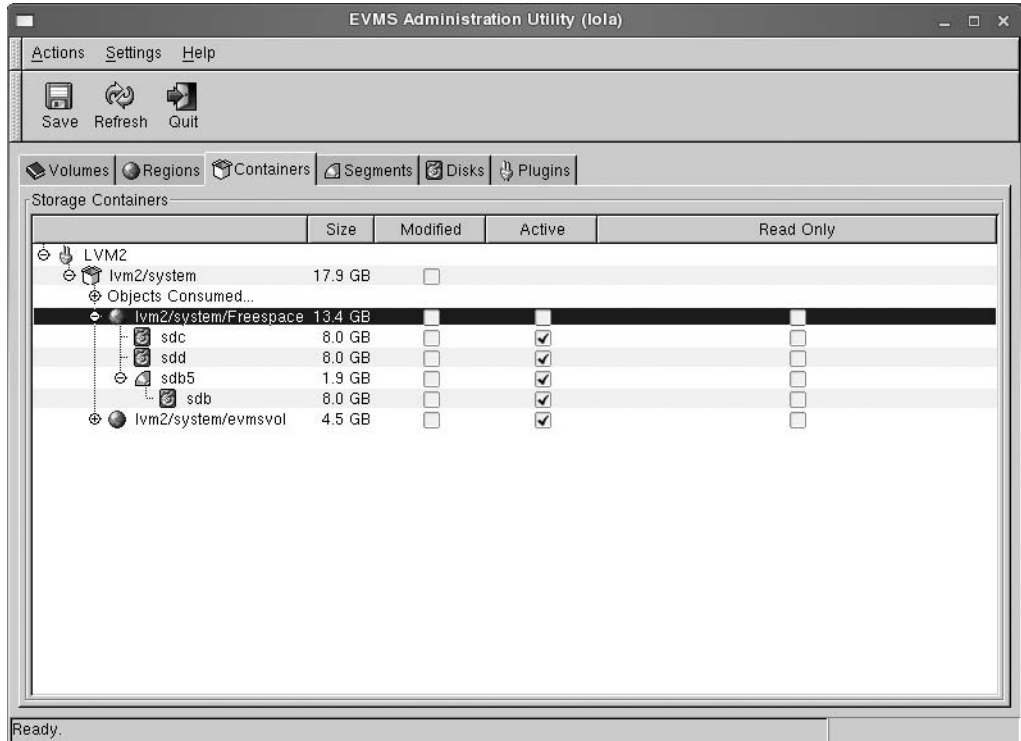 EVMS Administration Utility (lola)
Actions Settings Help
Save Refresh Quit
Volumes Regions Containers Segments Disks Plugins
Storage Containers
Size Modified Active Read Only
LVM2
lvm2/system 17.9 GB
Objects Consumed...
lvm2/system/Freespace 13.4 GB
sdc 8.0 GB
sdd 8.0 GB
sdb5 1.9 GB
sdb 8.0 GB
lvm2/system/evmsvol 4.5 GB
Ready.